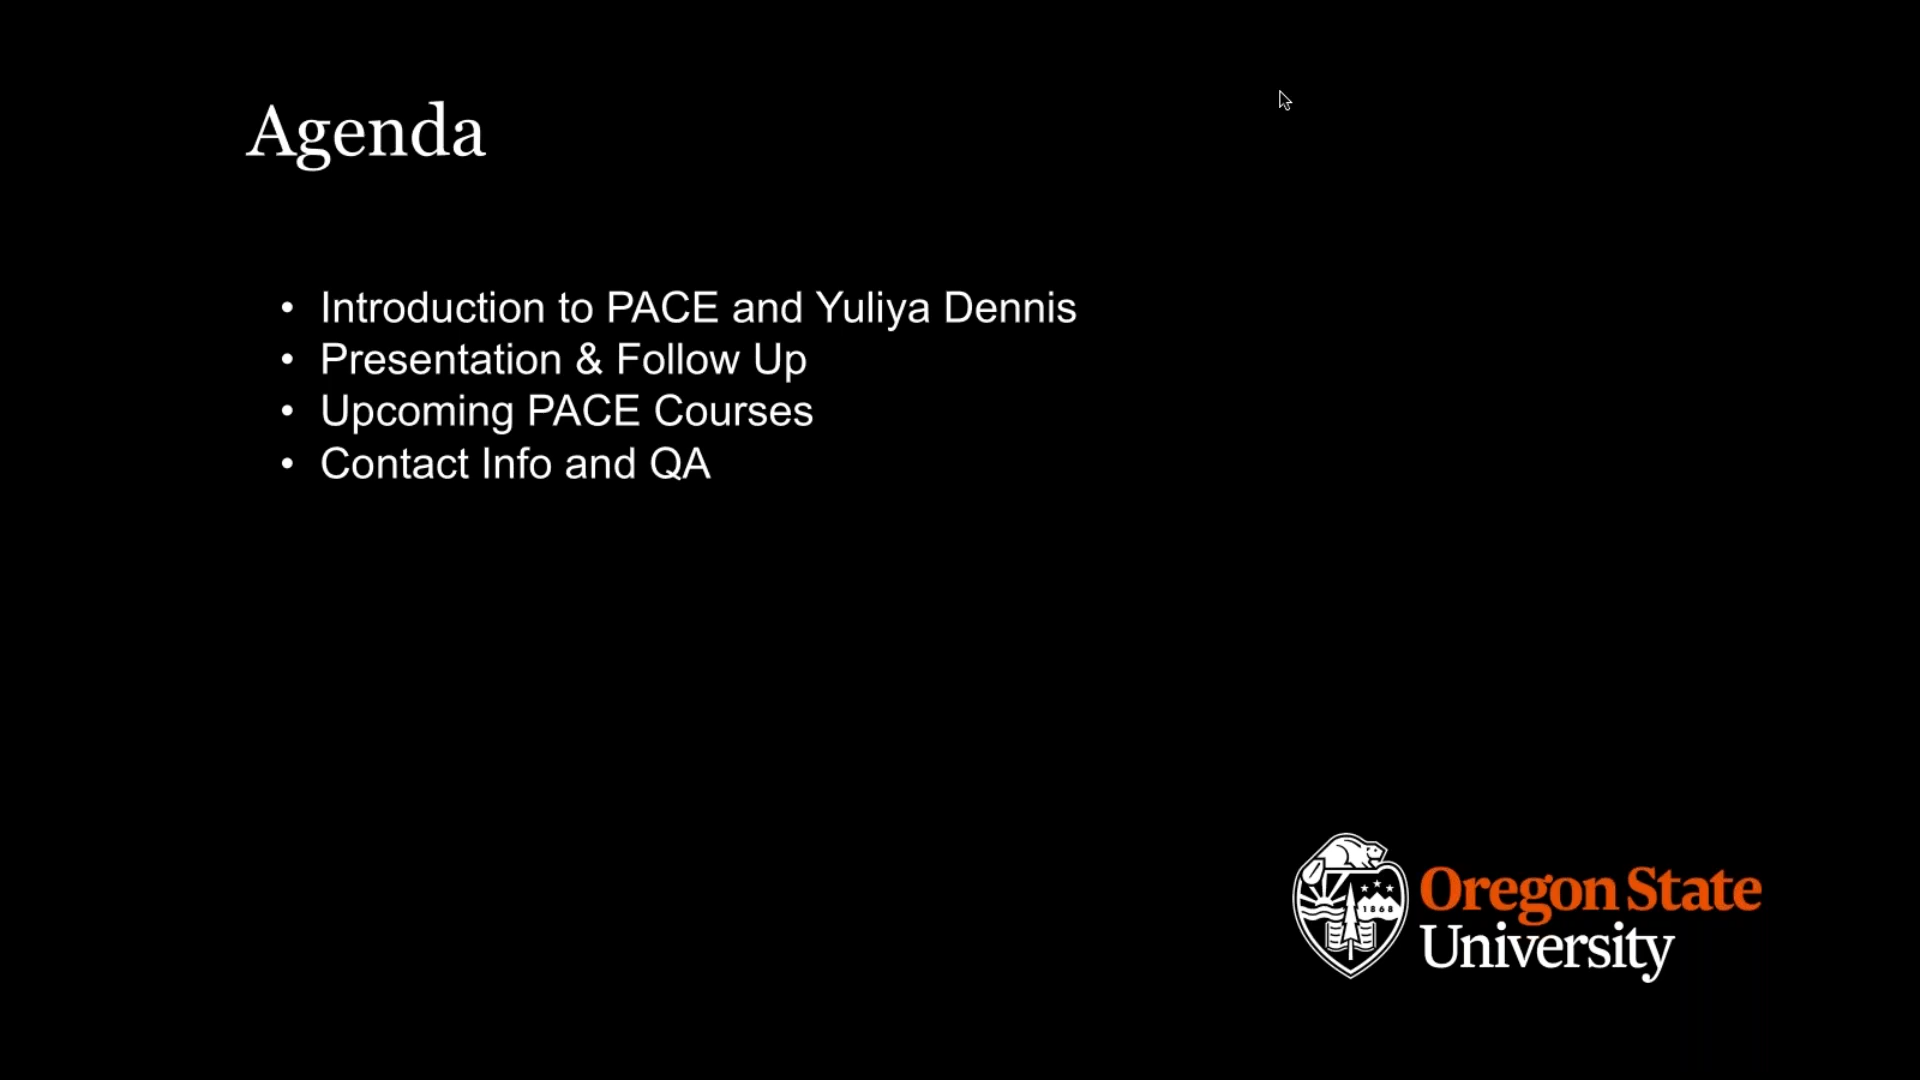 Agenda
• Introduction to PACE and Yuliya Dennis
• Presentation & Follow Up
• Upcoming PACE Courses
• Contact Info and QA
1868
Oregon State
University